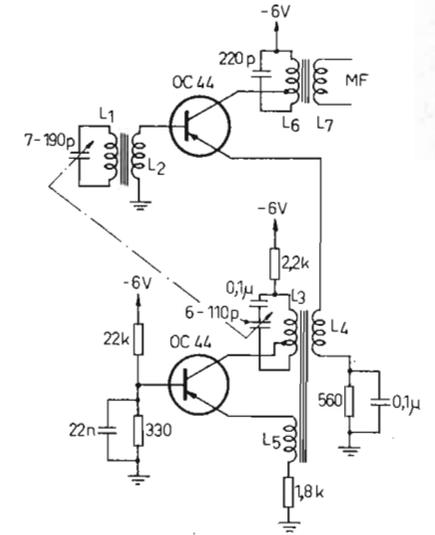 -6V
220p
MF
L6
L7
OC 44
L1
7-190p
L2
-6V
2,2k
0,1µ
L3
6-110p
L4
-6V
OC 44
22k
560
0,1µ
22n
330
L5
1,8k